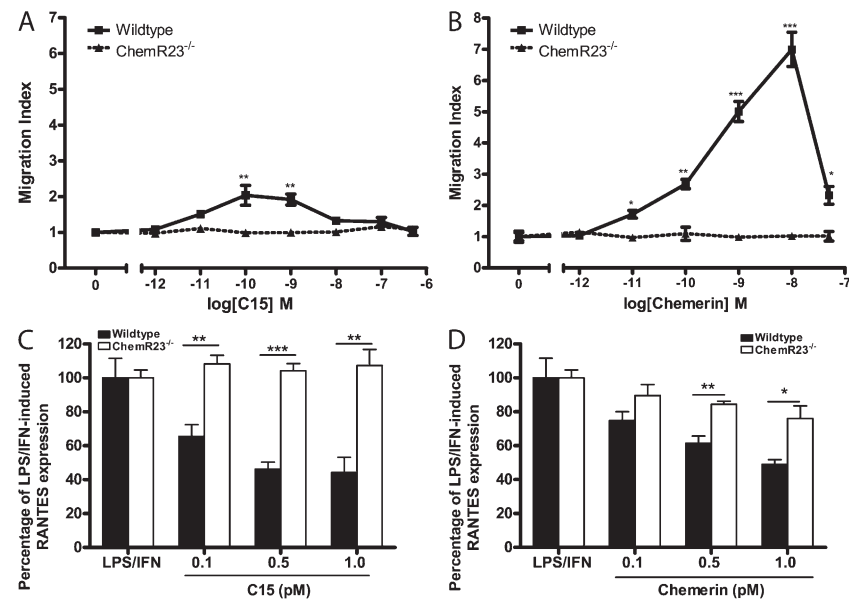 A
Wildtype
ChemR23-/-
Migration Index
7
6
5
4
3
2
1
0
** **
0 -12 -11 -10 -9 -8 -7 -6
log[C15] M
B
Wildtype
ChemR23-/-
Migration Index
8
7
6
5
4
3
2
1
0
* ** *** *** *
0 -12 -11 -10 -9 -8 -7
log[Chemerin] M
C
Wildtype
ChemR23-/-
Percentage of LPS/IFN-induced
RANTES expression
120
100
80
60
40
20
0
** *** **
LPS/IFN 0.1 0.5 1.0
C15 (pM)
D
Wildtype
ChemR23-/-
Percentage of LPS/IFN-induced
RANTES expression
120
100
80
60
40
20
0
** *
LPS/IFN 0.1 0.5 1.0
Chemerin (pM)